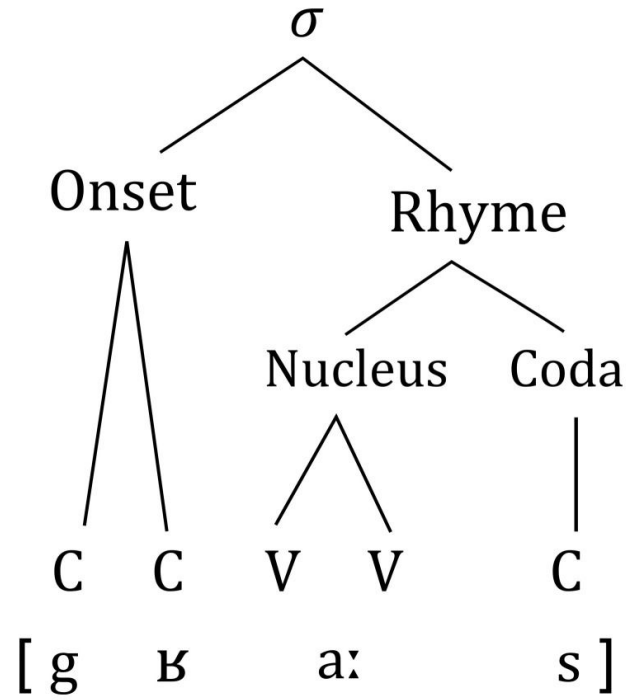 σ
Onset
Rhyme
Nucleus Coda
C C V V C
[ g ʁ aː s ]